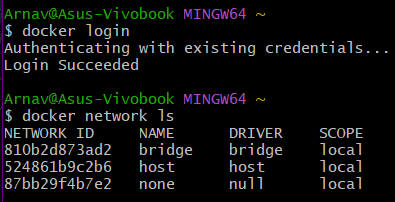 Arnav@Asus-Vivobook MINGW64 ~
$ docker login
Authenticating with existing credentials...
Login Succeeded
Arnav@Asus-Vivobook MINGW64 ~
$ docker network ls
NETWORK ID     NAME      DRIVER    SCOPE
810b2d873ad2   bridge    bridge    local
524861b9c2b6   host      host      local
87bb29f4b7e2   none      null      local